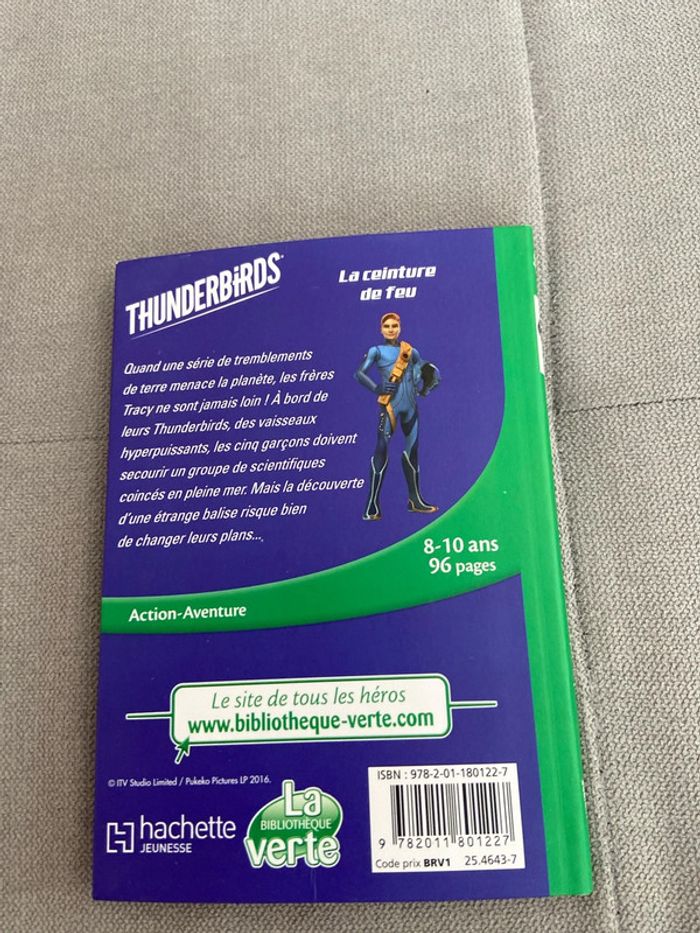 THUNDERBIRDS
La ceinture
de feu
Quand une série de tremblements
de terre menace la planète, les frères
Tracy ne sont jamais loin ! À bord de
leurs Thunderbirds, des vaisseaux
hyperpuissants, les cinq garçons doivent
secourir un groupe de scientifiques
coincés en pleine mer. Mais la découverte
d'une étrange balise risque bien
de changer leurs plans...
8-10 ans
96 pages
Action-Aventure
Le site de tous les héros
www.bibliotheque-verte.com
© ITV Studio Limited / Pukeko Pictures LP 2016.
hachette
JEUNESSE
La
BIBLIOTHÈQUE
verte
ISBN : 978-2-01-180122-7
9 782011 801227
Code prix BRV1 25.4643-7